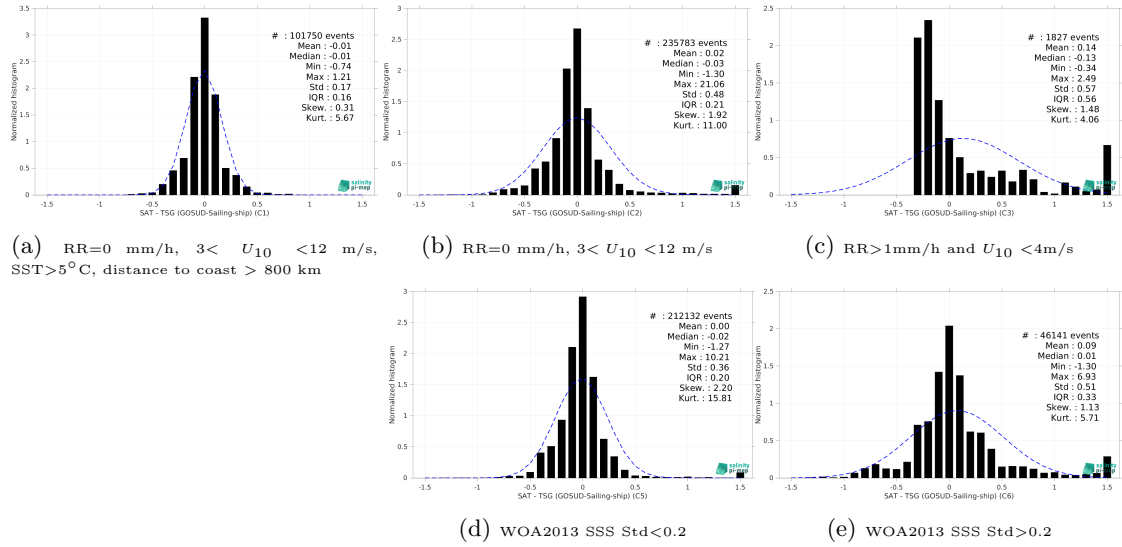 3.5
3
2.5
2
1.5
1
0.5
0
Normalized histogram
# : 101750 events
Mean : -0.01
Median : -0.01
Min : -0.74
Max : 1.21
Std : 0.17
IQR : 0.16
Skew. : 0.31
Kurt. : 5.67
salinity
pi-mep
-1.5 -1 -0.5 0 0.5 1 1.5
SAT - TSG (GOSUD-Sailing-ship) (C1)
(a) RR=0 mm/h, 3< U10 <12 m/s,
SST>5°C, distance to coast > 800 km
3.5
3
2.5
2
1.5
1
0.5
0
Normalized histogram
# : 235783 events
Mean : 0.02
Median : -0.03
Min : -1.30
Max : 21.06
Std : 0.48
IQR : 0.21
Skew. : 1.92
Kurt. : 11.00
salinity
pi-mep
-1.5 -1 -0.5 0 0.5 1 1.5
SAT - TSG (GOSUD-Sailing-ship) (C2)
(b) RR=0 mm/h, 3< U10 <12 m/s
2.5
2
1.5
1
0.5
0
Normalized histogram
# : 1827 events
Mean : 0.14
Median : -0.13
Min : -0.34
Max : 2.49
Std : 0.57
IQR : 0.56
Skew. : 1.48
Kurt. : 4.06
salinity
pi-mep
-1.5 -1 -0.5 0 0.5 1 1.5
SAT - TSG (GOSUD-Sailing-ship) (C3)
(c) RR>1mm/h and U10 <4m/s
3
2.5
2
1.5
1
0.5
0
Normalized histogram
# : 212132 events
Mean : 0.00
Median : -0.02
Min : -1.27
Max : 10.21
Std : 0.36
IQR : 0.20
Skew. : 2.20
Kurt. : 15.81
salinity
pi-mep
-1.5 -1 -0.5 0 0.5 1 1.5
SAT - TSG (GOSUD-Sailing-ship) (C5)
(d) WOA2013 SSS Std<0.2
2.5
2
1.5
1
0.5
0
Normalized histogram
# : 46141 events
Mean : 0.09
Median : 0.01
Min : -1.30
Max : 6.93
Std : 0.51
IQR : 0.33
Skew. : 1.13
Kurt. : 5.71
salinity
pi-mep
-1.5 -1 -0.5 0 0.5 1 1.5
SAT - TSG (GOSUD-Sailing-ship) (C6)
(e) WOA2013 SSS Std>0.2